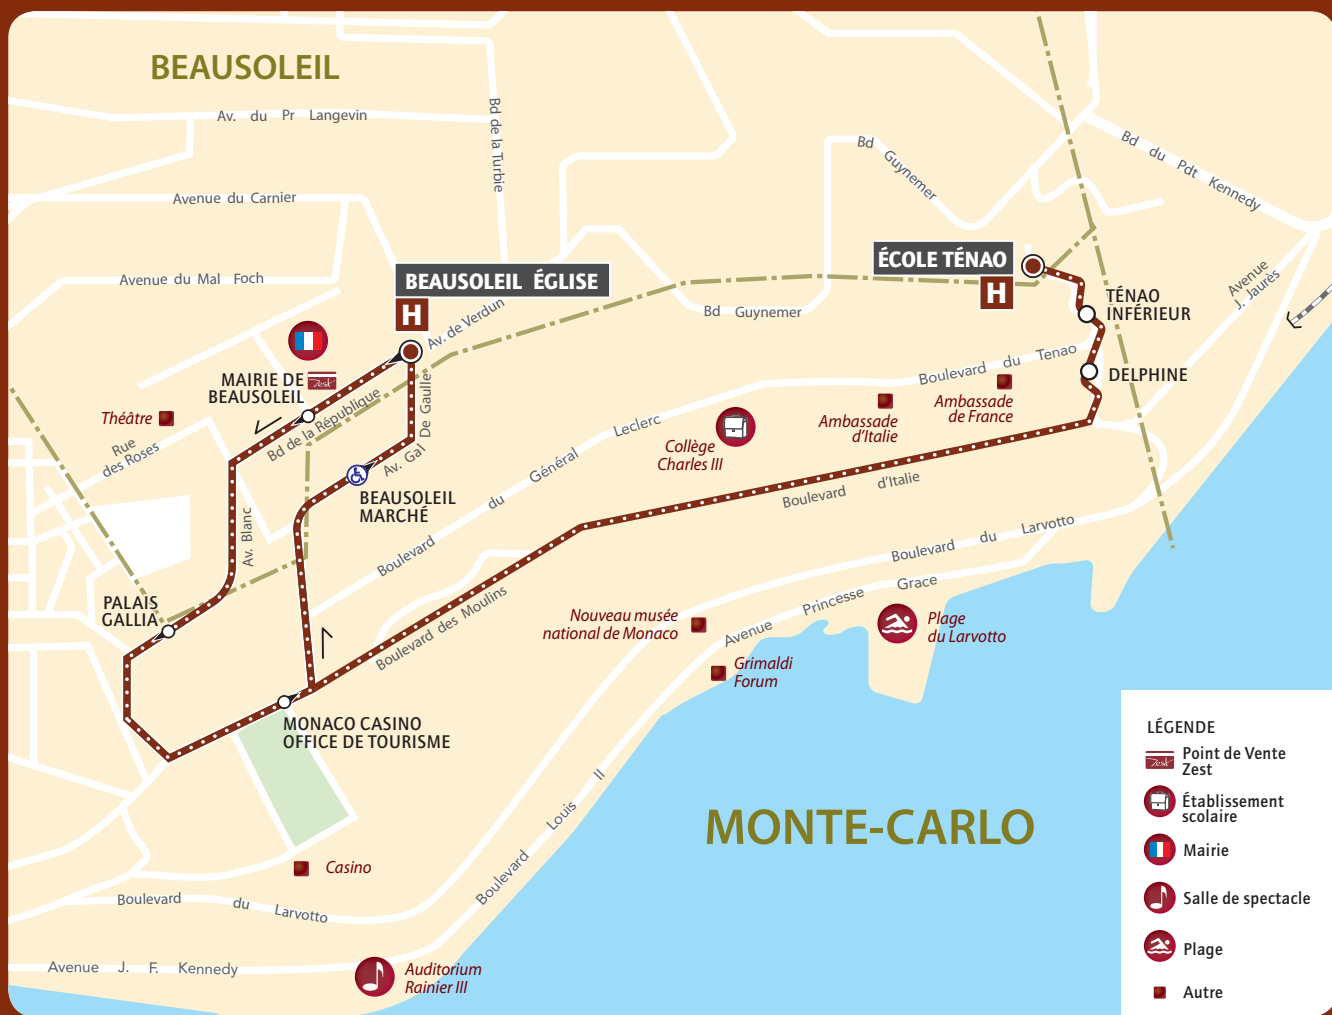 BEAUSOLEIL
Av. du Pr Langevin
Bd de la Turbie
Avenue du Carnier
Avenue du Mal Foch
Bd Guynemer
Bd du Pdt Kennedy
BEAUSOLEIL ÉGLISE
H
ÉCOLE TÉNAO
H
Avenue
J. Jaurès
TÉNAO
INFÉRIEUR
Av. de Verdun
Bd Guynemer
Boulevard du Tenao
DELPHINE
MAIRIE DE
BEAUSOLEIL
Zest
Bd de la République
De Gaulle
Av. Gal
Théâtre
Rue
des Roses
Ambassade
de France
Ambassade
d'Italie
Collège
Charles III
Boulevard du Général Leclerc
BEAUSOLEIL
MARCHÉ
Av. Blanc
Boulevard d'Italie
Boulevard du Larvotto
PALAIS
GALLIA
Boulevard des Moulins
Avenue Princesse Grace
Nouveau musée
national de Monaco
Plage
du Larvotto
Grimaldi
Forum
MONACO CASINO
OFFICE DE TOURISME
MONTE-CARLO
Casino
Boulevard Louis II
Boulevard du Larvotto
Avenue J. F. Kennedy
Auditorium
Rainier III
LÉGENDE
Zest
Point de Vente
Zest
Établissement
scolaire
Mairie
Salle de spectacle
Plage
Autre